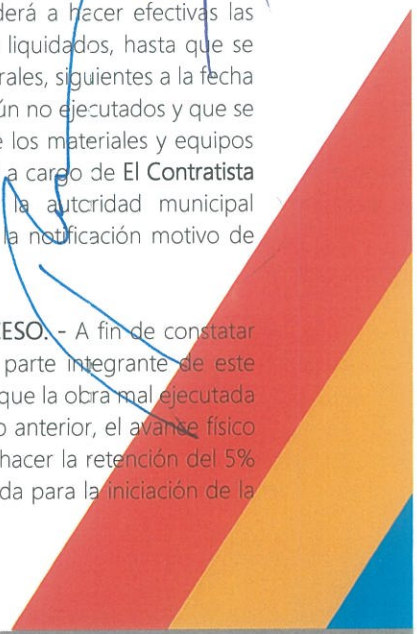 derá a hacer efectivas las
liquidados, hasta que se
rales, siguientes a la fecha
ún no ejecutados y que se
e los materiales y equipos
a cargo de El Contratista
la autoridad municipal
la notificación motivo de
CESO. - A fin de constatar
parte integrante de este
que la obra mal ejecutada
o anterior, el avance físico
hacer la retención del 5%
da para la iniciación de la